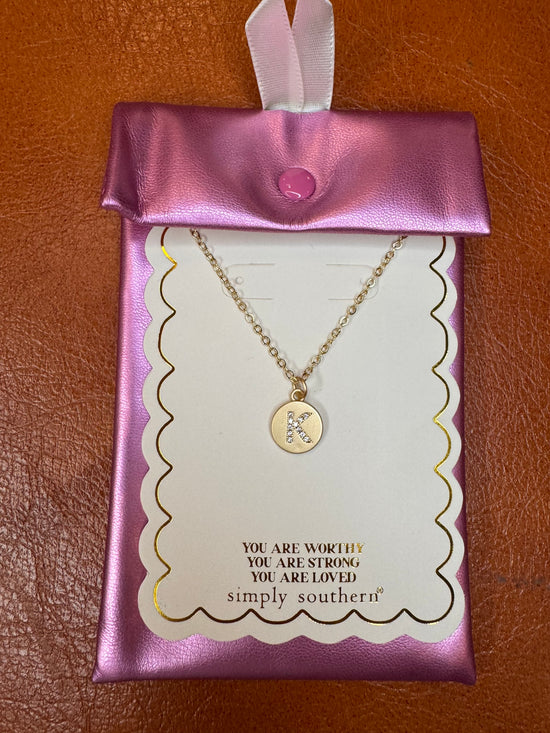 K
YOU ARE WORTHY
YOU ARE STRONG
YOU ARE LOVED
simply southern®